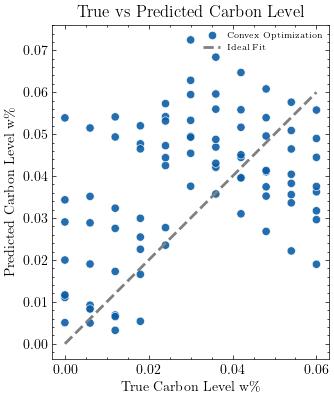 True vs Predicted Carbon Level
Convex Optimization
Ideal Fit
Predicted Carbon Level w%
0.07
0.06
0.05
0.04
0.03
0.02
0.01
0.00
0.00
0.02
0.04
0.06
True Carbon Level w%